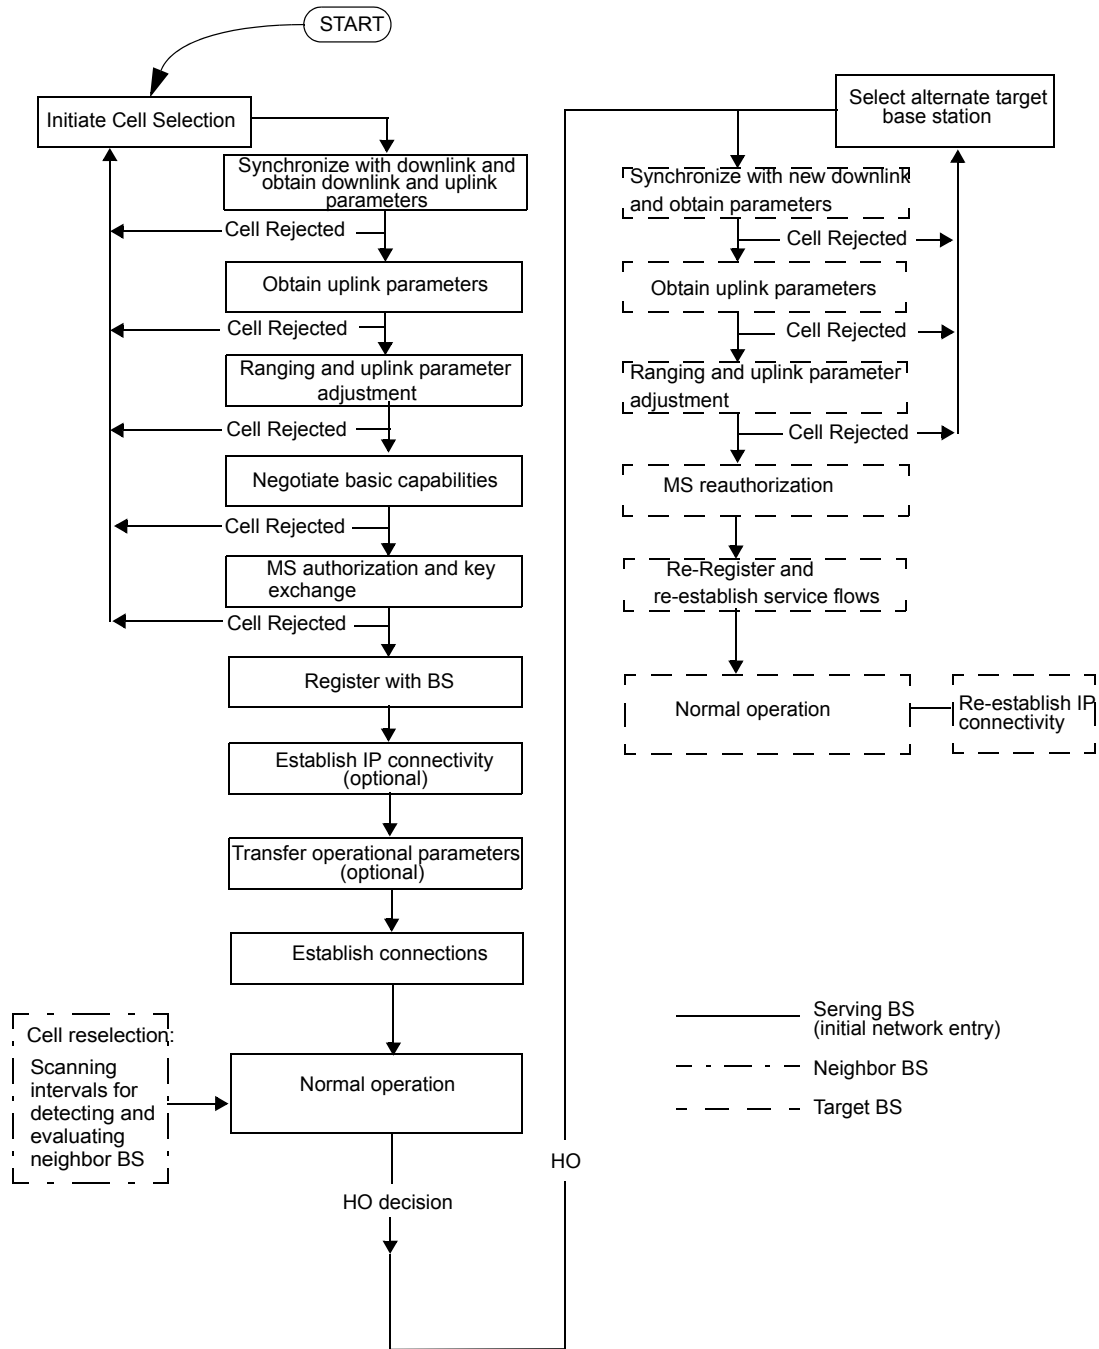 START
Initiate Cell Selection
Synchronize with downlink and
obtain downlink and uplink
parameters
Cell Rejected
Obtain uplink parameters
Cell Rejected
Ranging and uplink parameter
adjustment
Cell Rejected
Negotiate basic capabilities
Cell Rejected
MS authorization and key
exchange
Cell Rejected
Register with BS
Establish IP connectivity
(optional)
Transfer operational parameters
(optional)
Establish connections
Cell reselection:
Scanning
intervals for
detecting and
evaluating
neighbor BS
Normal operation
HO decision
HO
Select alternate target
base station
Synchronize with new downlink
and obtain parameters
Cell Rejected
Obtain uplink parameters
Cell Rejected
Ranging and uplink parameter
adjustment
Cell Rejected
MS reauthorization
Re-Register and
re-establish service flows
Normal operation
Re-establish IP
connectivity
Serving BS
(initial network entry)
Neighbor BS
Target BS